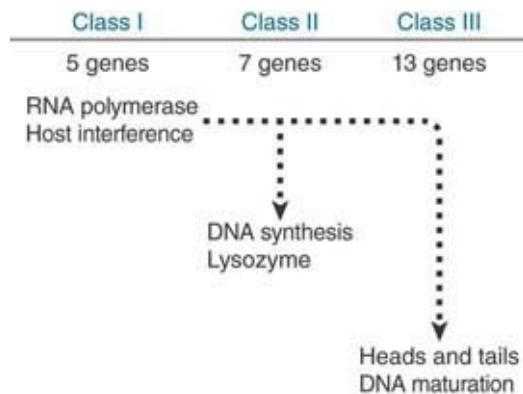 Class I Class II Class III
5 genes 7 genes 13 genes
RNA polymerase
Host interference
DNA synthesis
Lysozyme
Heads and tails
DNA maturation